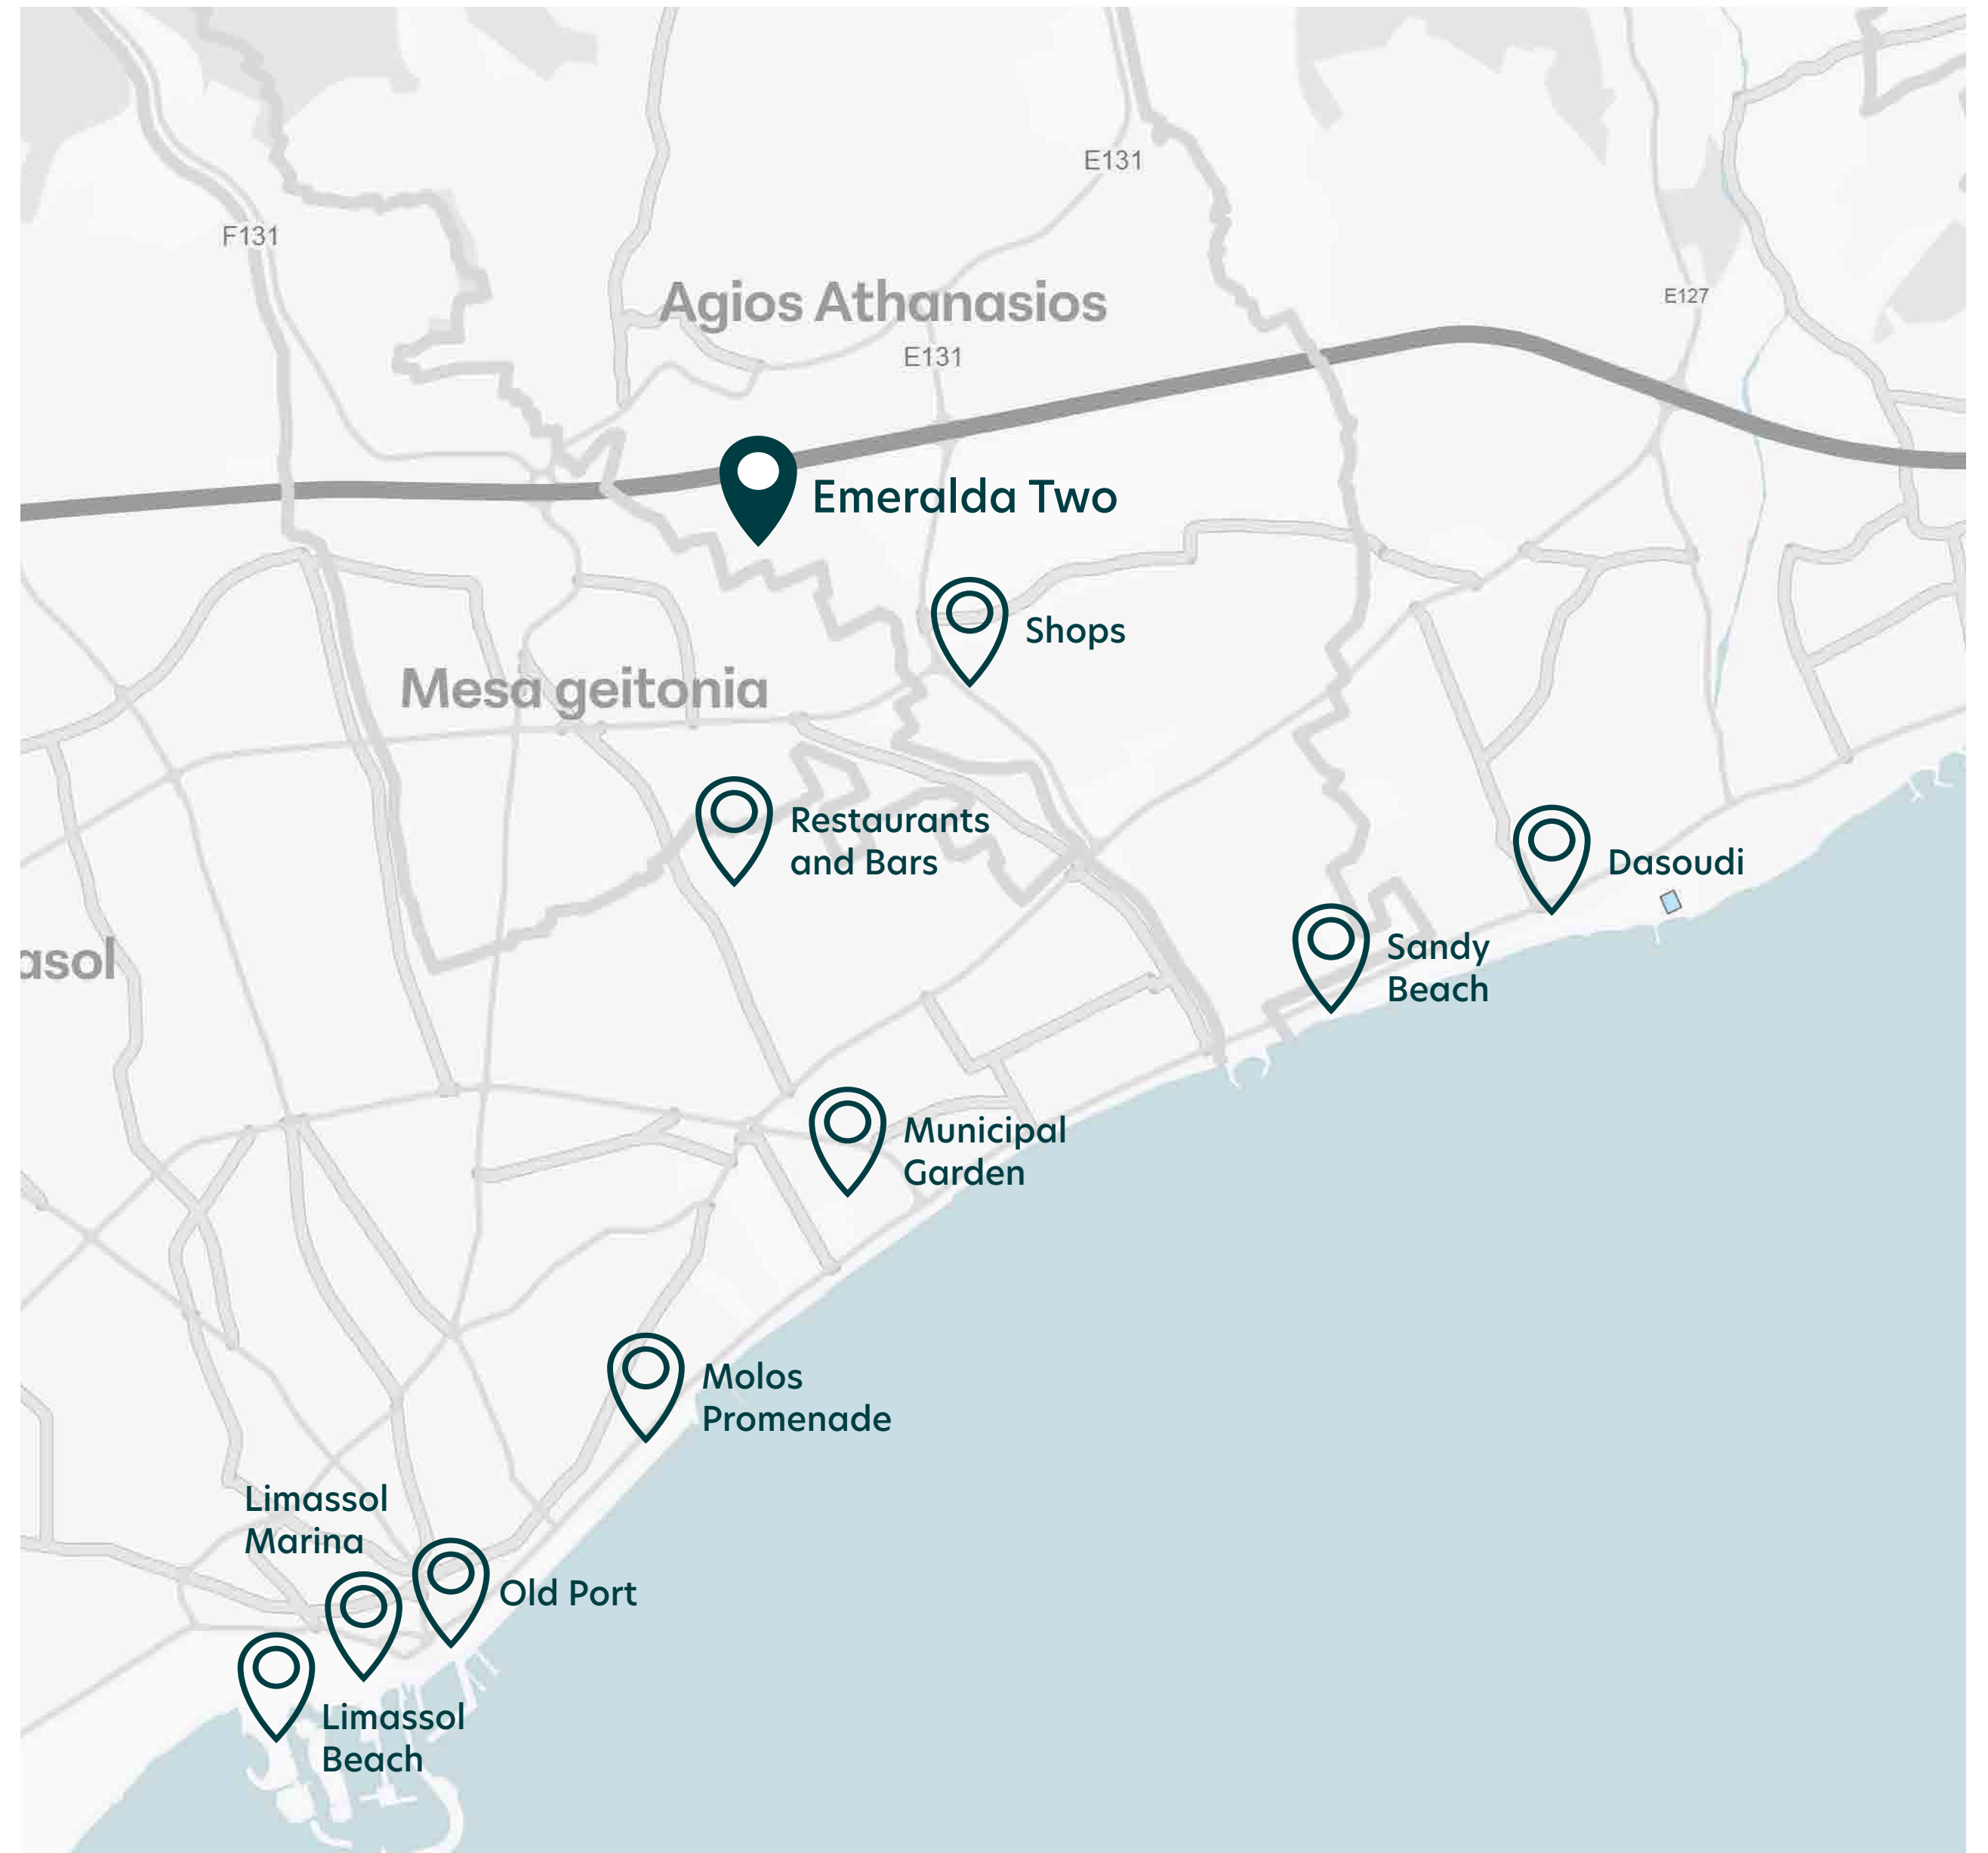 E131
F131
Agios Athanasios
E127
E131
Emeralda Two
Shops
Mesa geitonia
Restaurants
and Bars
Dasoudi
asol
Sandy
Beach
Municipal
Garden
Molos
Promenade
Limassol
Marina
Old Port
Limassol
Beach